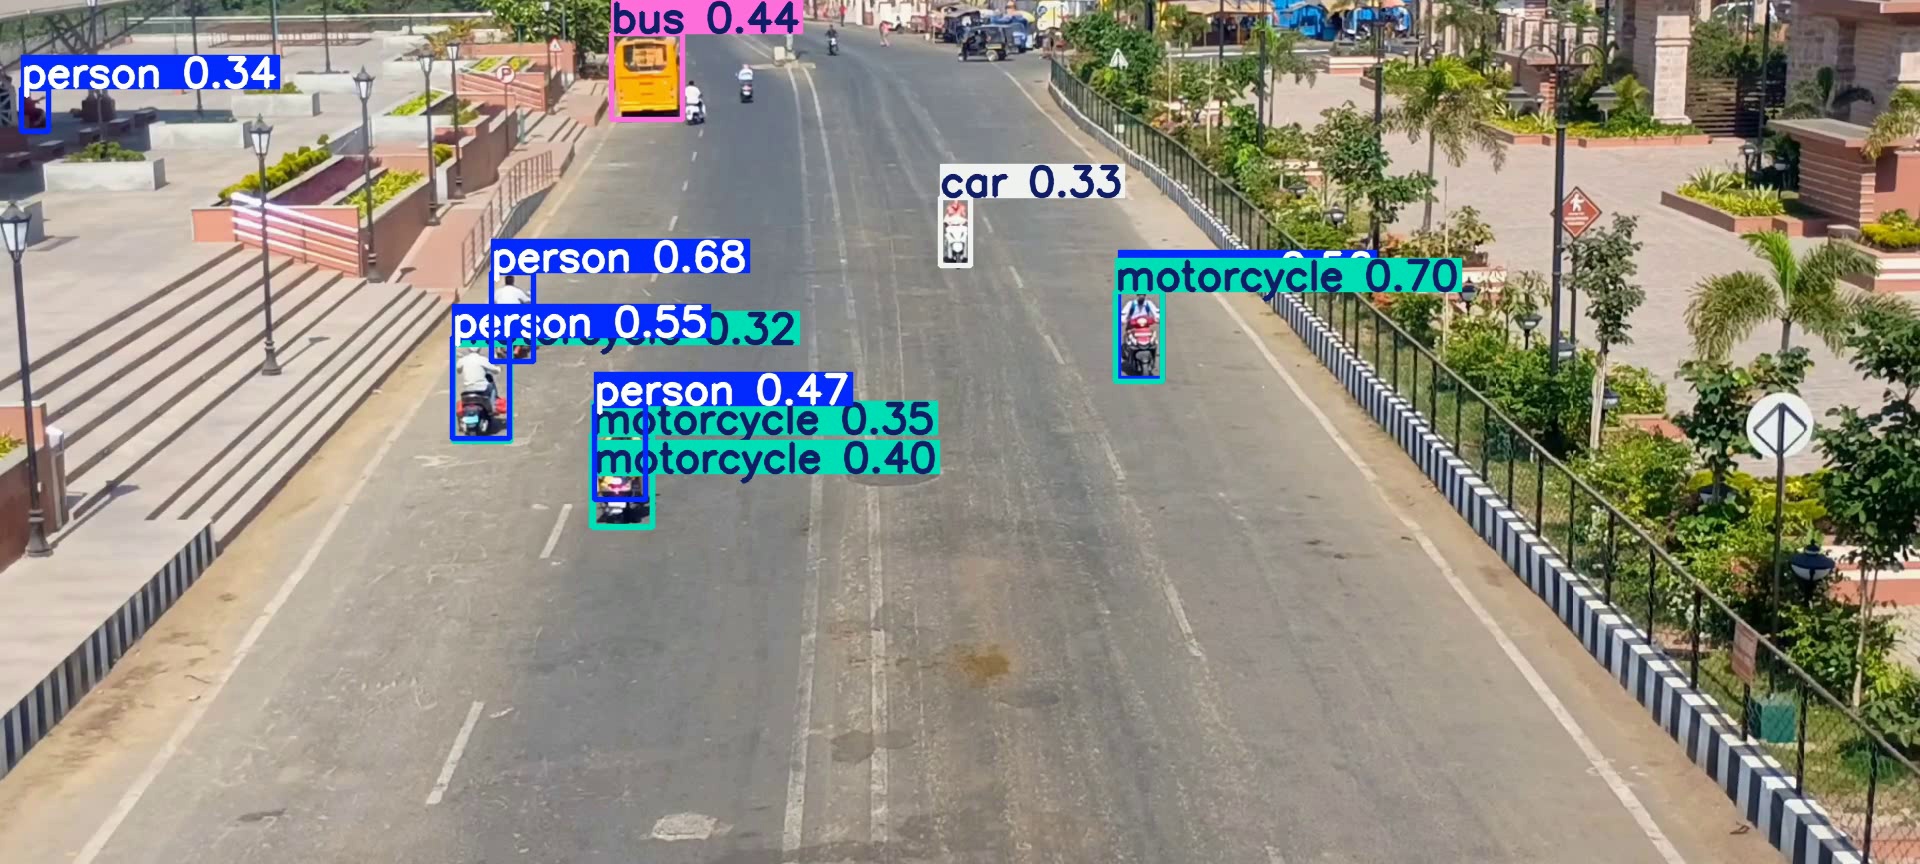 bus 0.44
person 0.34
car 0.33
person 0.68
motorcycle 0.70
person 0.55
0.32
person 0.47
motorcycle 0.35
motorcycle 0.40
P